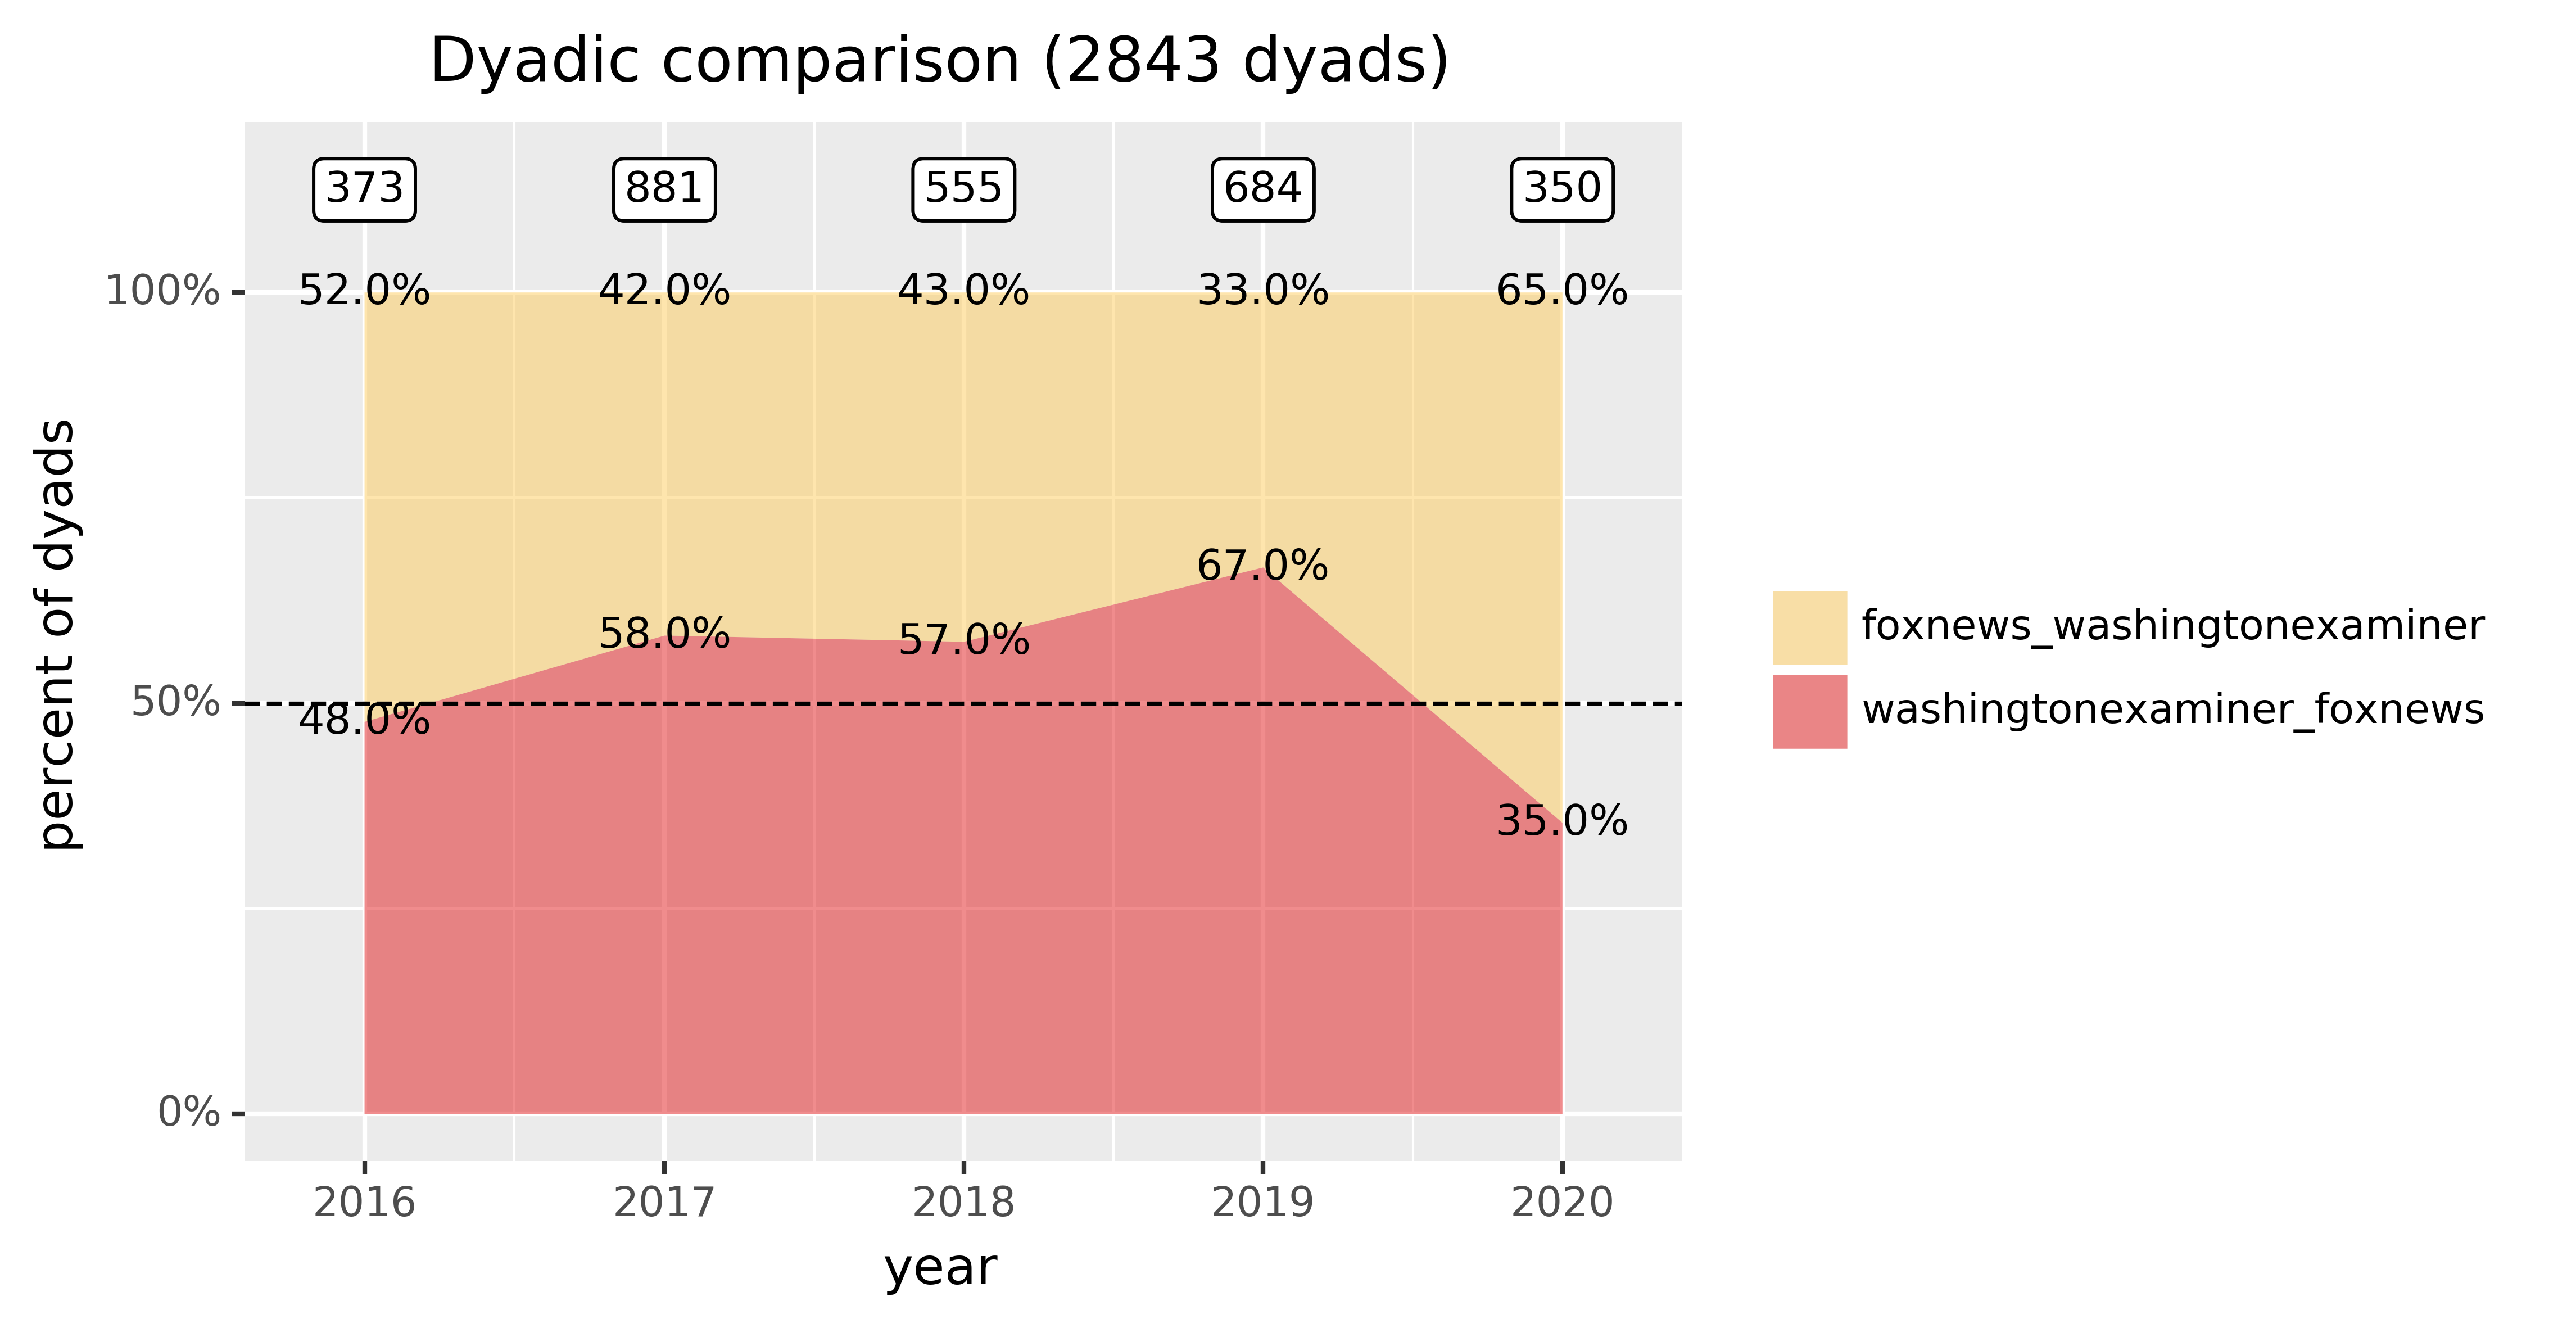 Dyadic comparison (2843 dyads)
373 881 555 684 350
100% 52.0% 42.0% 43.0% 33.0% 65.0%
67.0%
58.0% 57.0%
50%
48.0%
35.0%
0%
percent of dyads
2016 2017 2018 2019 2020
year
foxnews_washingtonexaminer
washingtonexaminer_foxnews